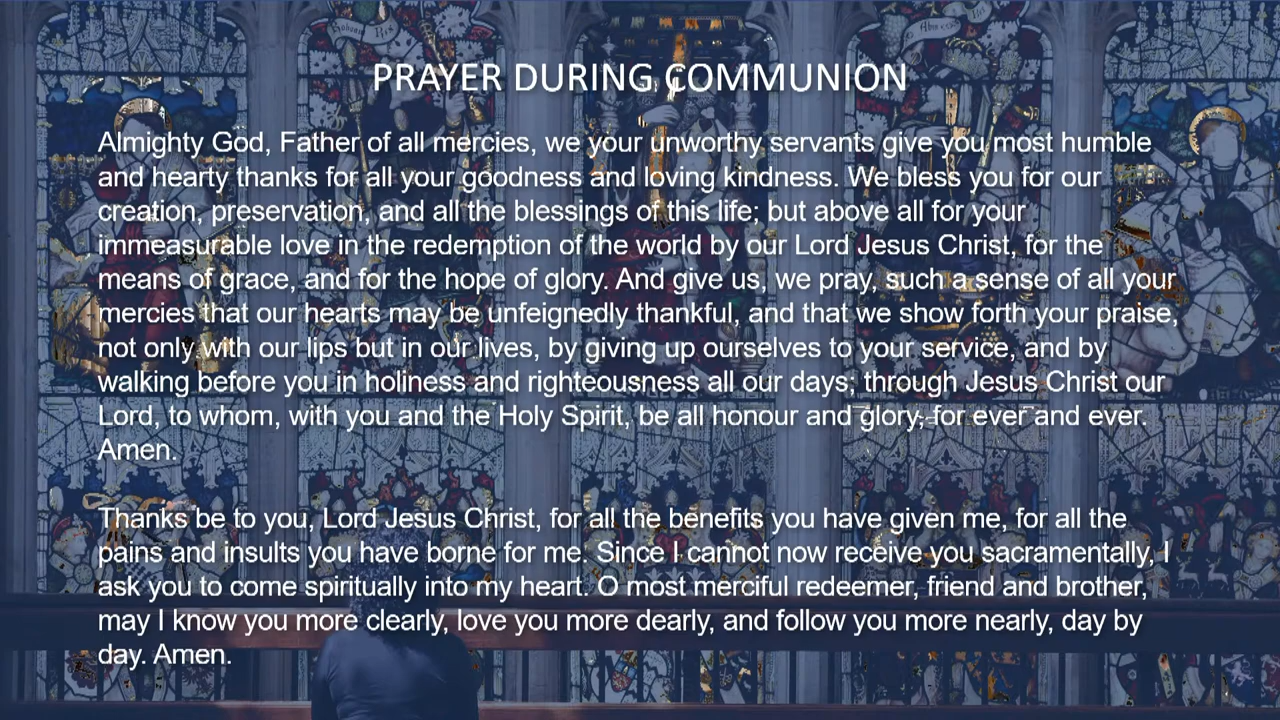 PRAYER DURING COMMUNION
Almighty God, Father of all mercies, we your unworthy servants give you most humble
and hearty thanks for all your goodness and loving kindness. We bless you for our
creation, preservation, and all the blessings of this life; but above all for your
immeasurable love in the redemption of the world by our Lord Jesus Christ, for the
means of grace, and for the hope of glory. And give us, we pray, such a sense of all your
mercies that our hearts may be unfeignedly thankful, and that we show forth your praise,
not only with our lips but in our lives, by giving up ourselves to your service, and by
walking before you in holiness and righteousness all our days; through Jesus Christ our
Lord, to whom, with you and the Holy Spirit, be all honour and glory, for ever and ever.
Amen.
Thanks be to you, Lord Jesus Christ, for all the benefits you have given me, for all the
pains and insults you have borne for me. Since I cannot now receive you sacramentally, I
ask you to come spiritually into my heart. O most merciful redeemer, friend and brother,
may I know you more clearly, love you more dearly, and follow you more nearly, day by
day. Amen.